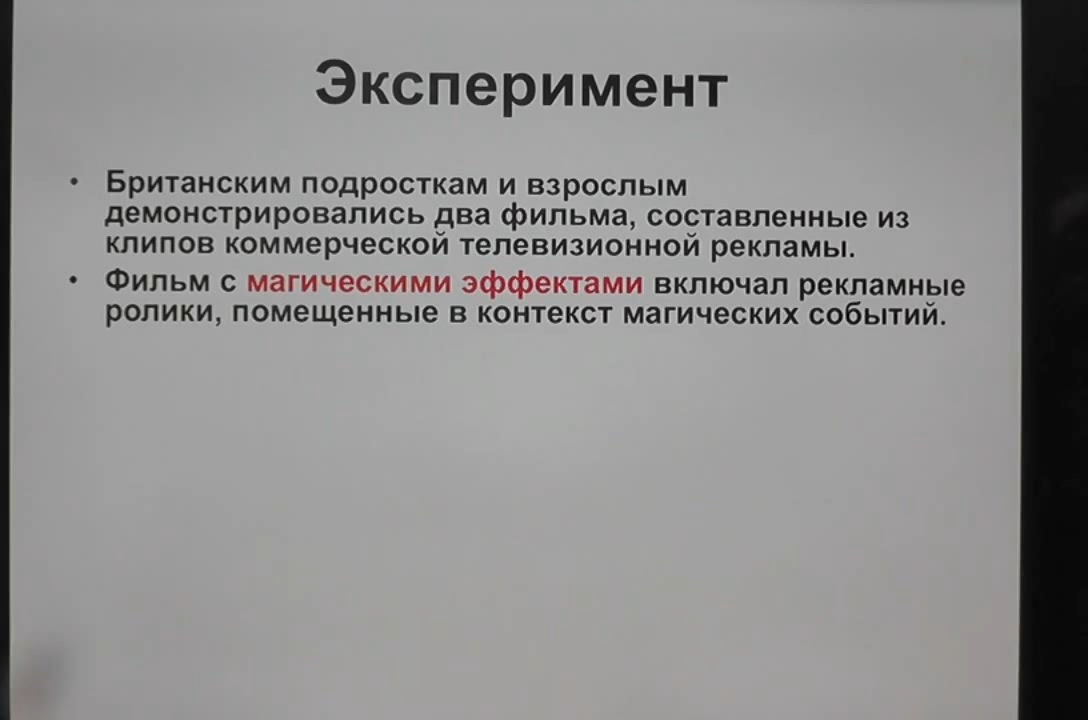 Эксперимент
• Британским подросткам и взрослым
демонстрировались два фильма, составленные из
клипов коммерческой телевизионной рекламы.
• Фильм с магическими эффектами включал рекламные
ролики, помещенные в контекст магических событий.